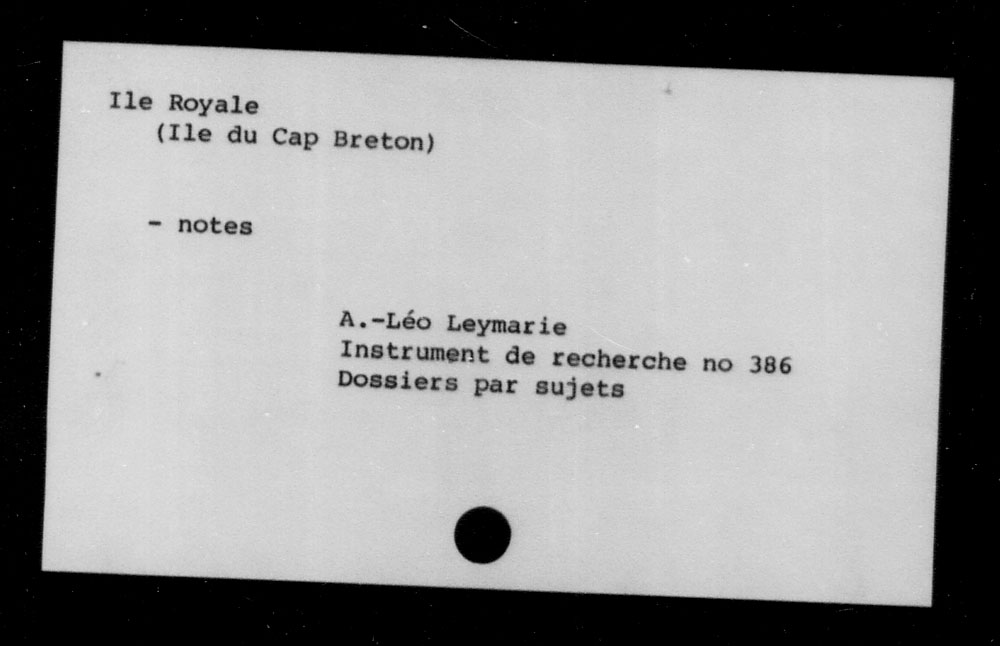 Ile Royale
(Ile du Cap Breton)
- notes
A.-Léo Leymarie
Instrument de recherche no 386
Dossiers par sujets